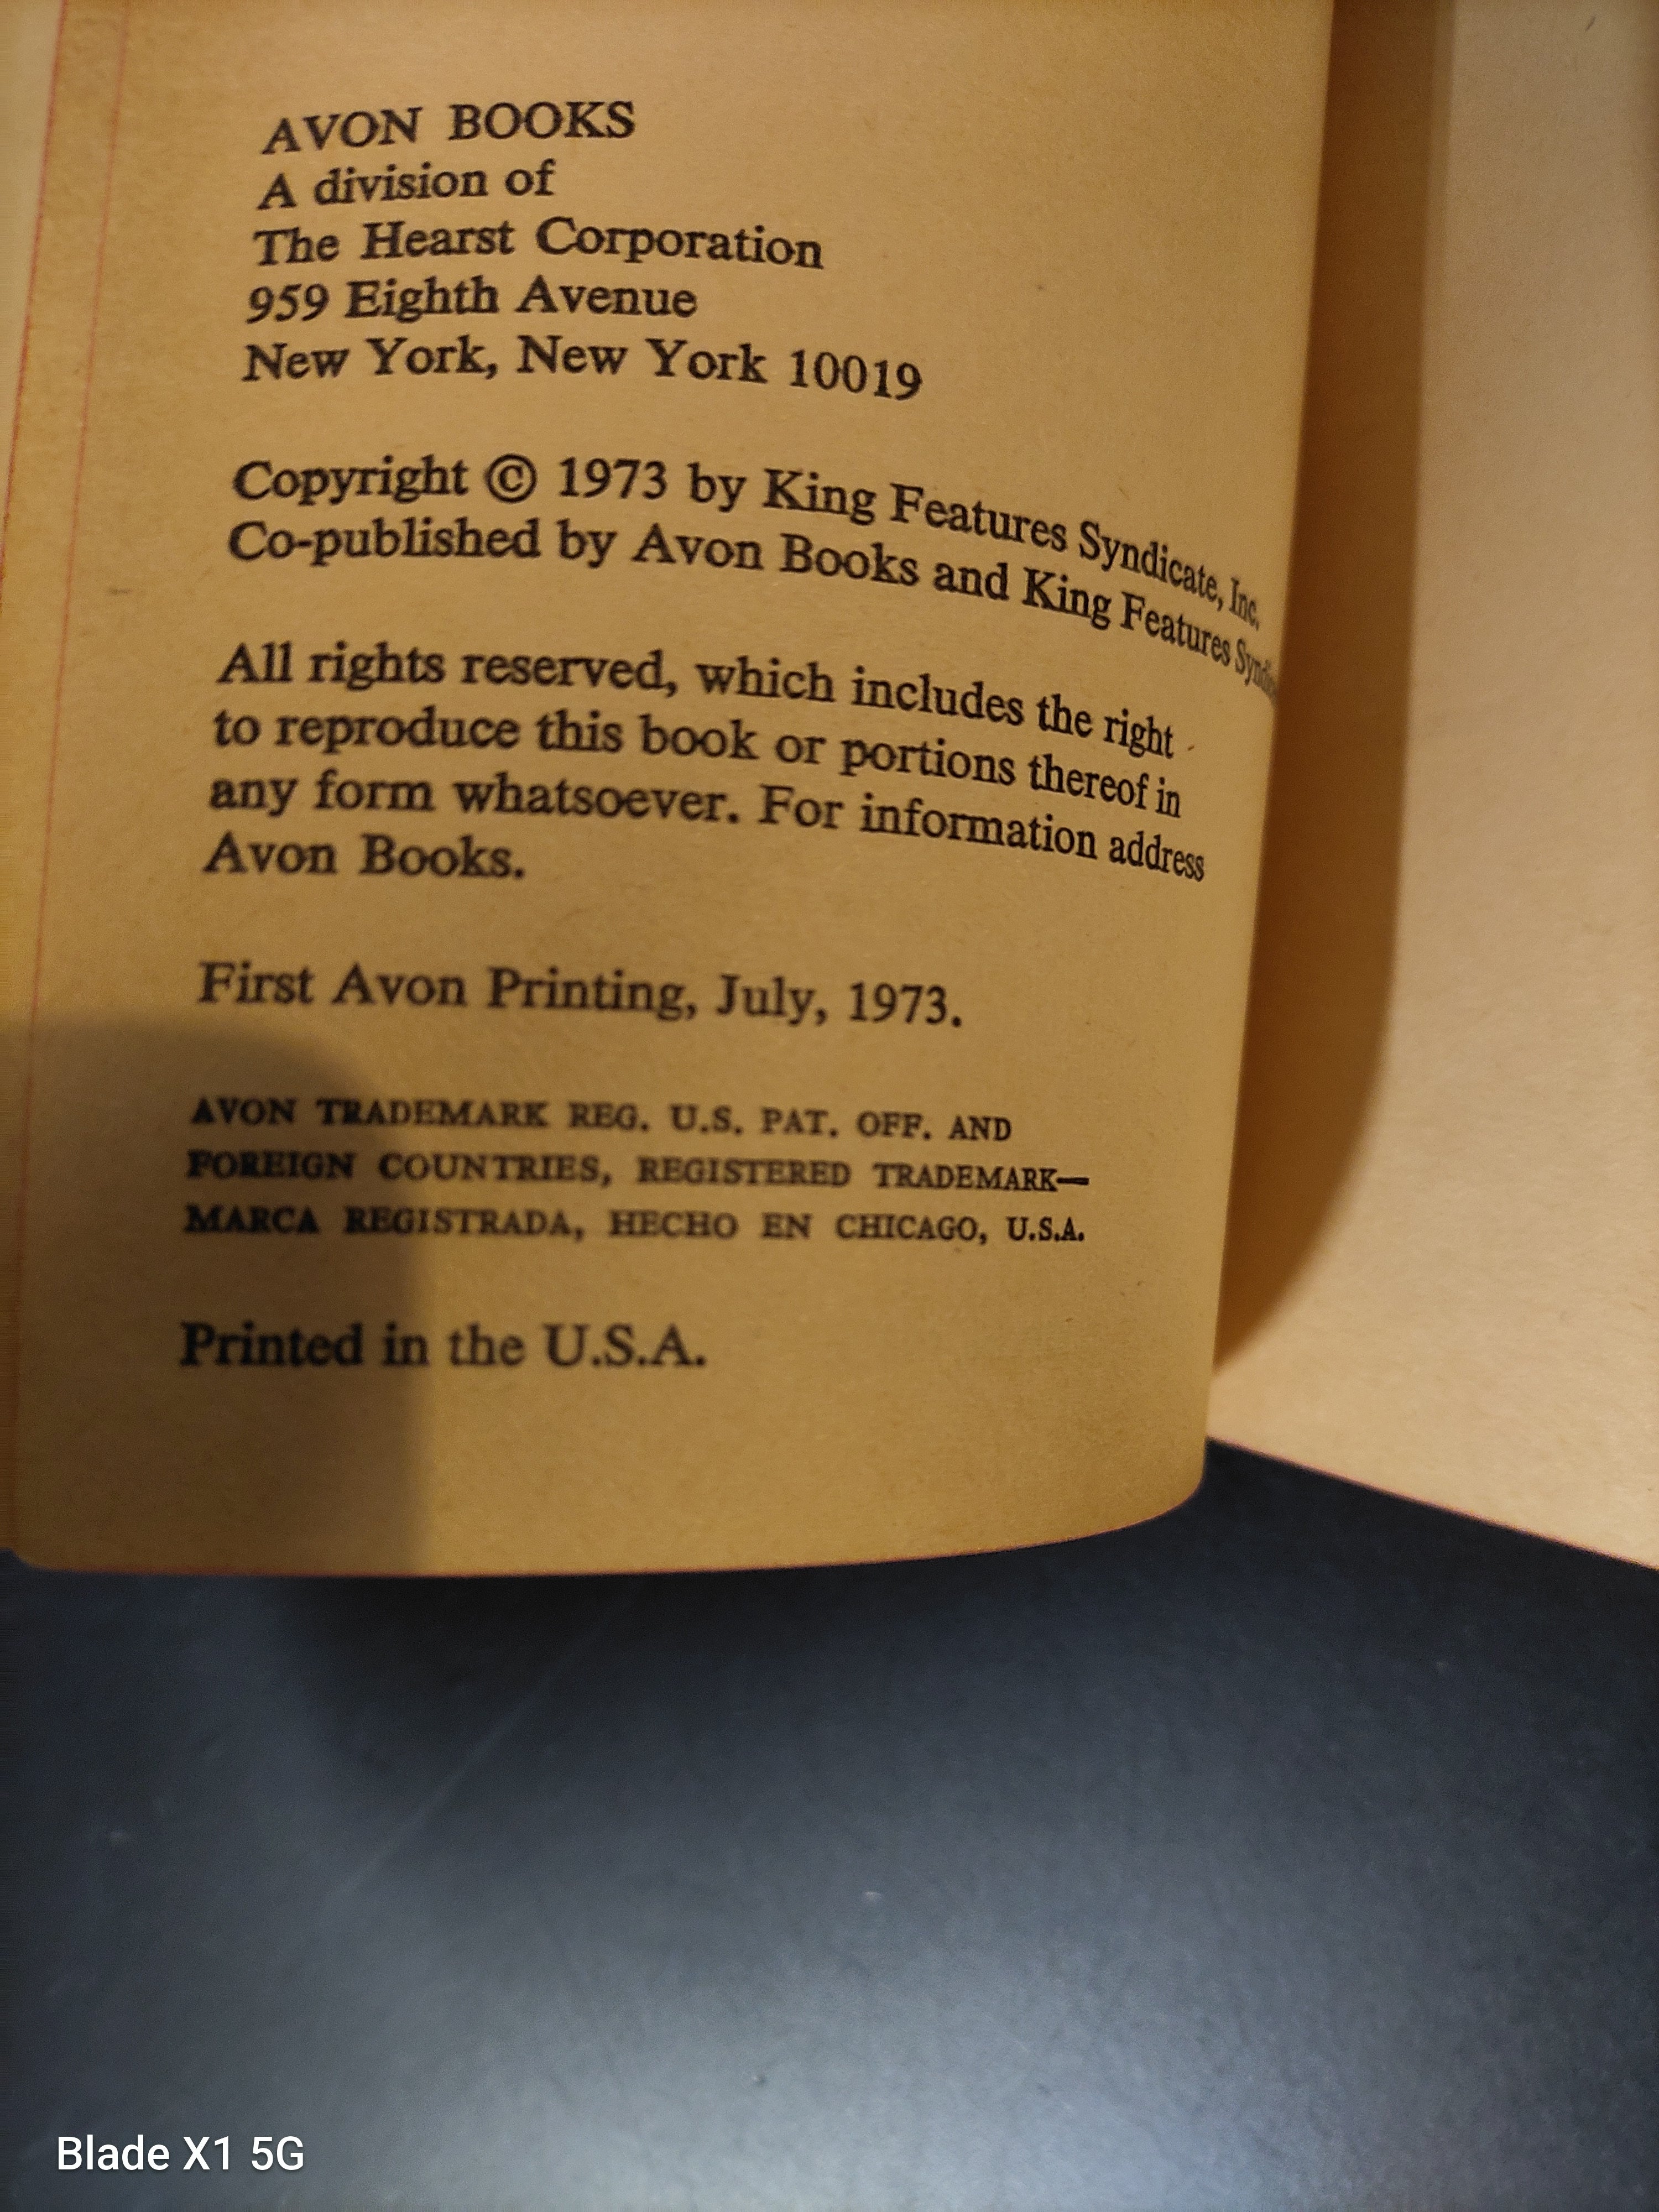 AVON BOOKS
A division of
The Hearst Corporation
959 Eighth Avenue
New York, New York 10019
Copyright © 1973 by King Features Syndicate, Inc.
Co-published by Avon Books and King Features
All rights reserved, which includes the right
to reproduce this book or portions thereof in
any form whatsoever. For information address
Avon Books.
First Avon Printing, July, 1973.
AVON TRADEMARK REG. U.S. PAT. OFF. AND
FOREIGN COUNTRIES, REGISTERED TRADEMARK—
MARCA REGISTRADA, HECHO EN CHICAGO, U.S.A.
Printed in the U.S.A.
Blade X1 5G